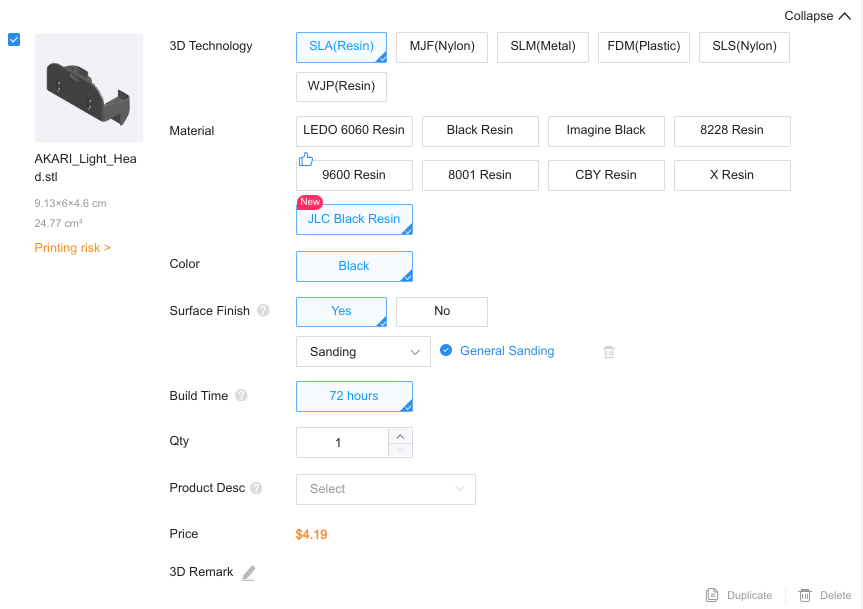 Collapse
3D Technology
SLA(Resin)
MJF(Nylon)
SLM(Metal)
FDM(Plastic)
SLS(Nylon)
WJP(Resin)
AKARI_Light_Hea
d.stl
9.13×6×4.6 cm
24.77 cm³
Printing risk >
Material
LEDO 6060 Resin
Black Resin
Imagine Black
8228 Resin
9600 Resin
8001 Resin
CBY Resin
X Resin
New
JLC Black Resin
Color
Black
Surface Finish ?
Yes
No
Sanding
General Sanding
Build Time ?
72 hours
Qty
1
Product Desc ?
Select
Price
$4.19
3D Remark
Duplicate
Delete